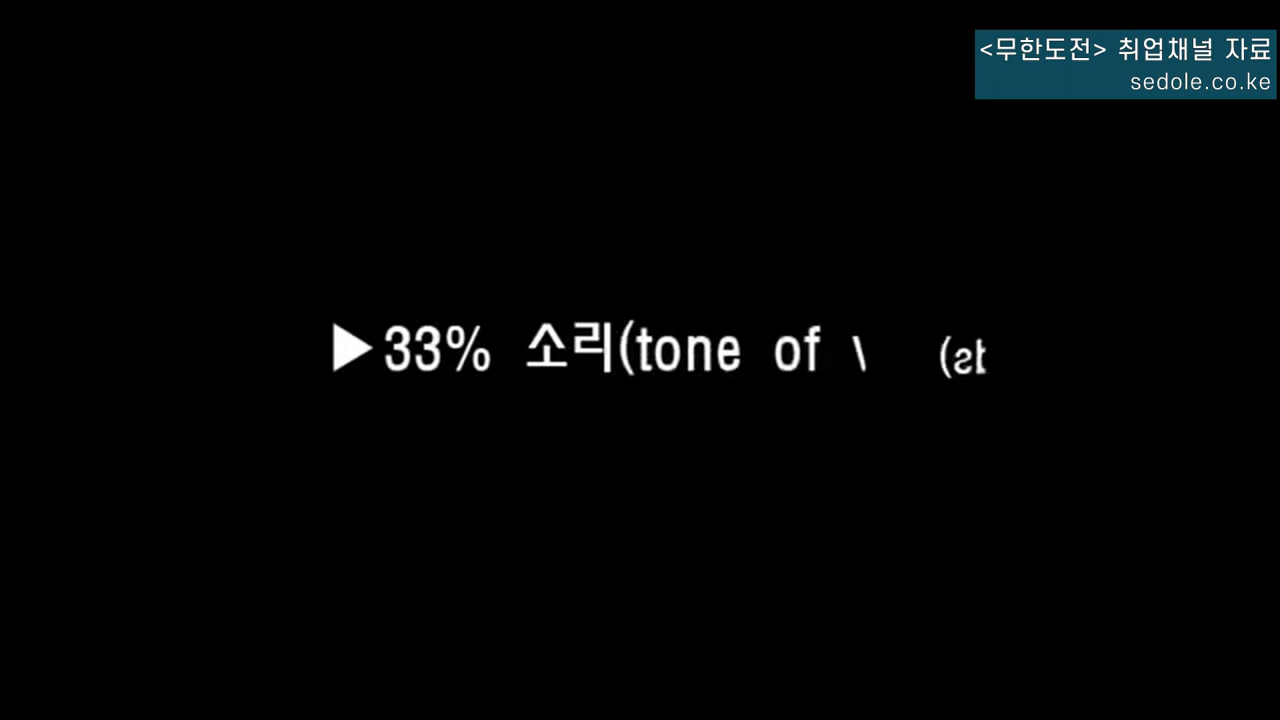 <무한도전> 취업채널 자료
sedole.co.ke
▶33% 소리(tone of